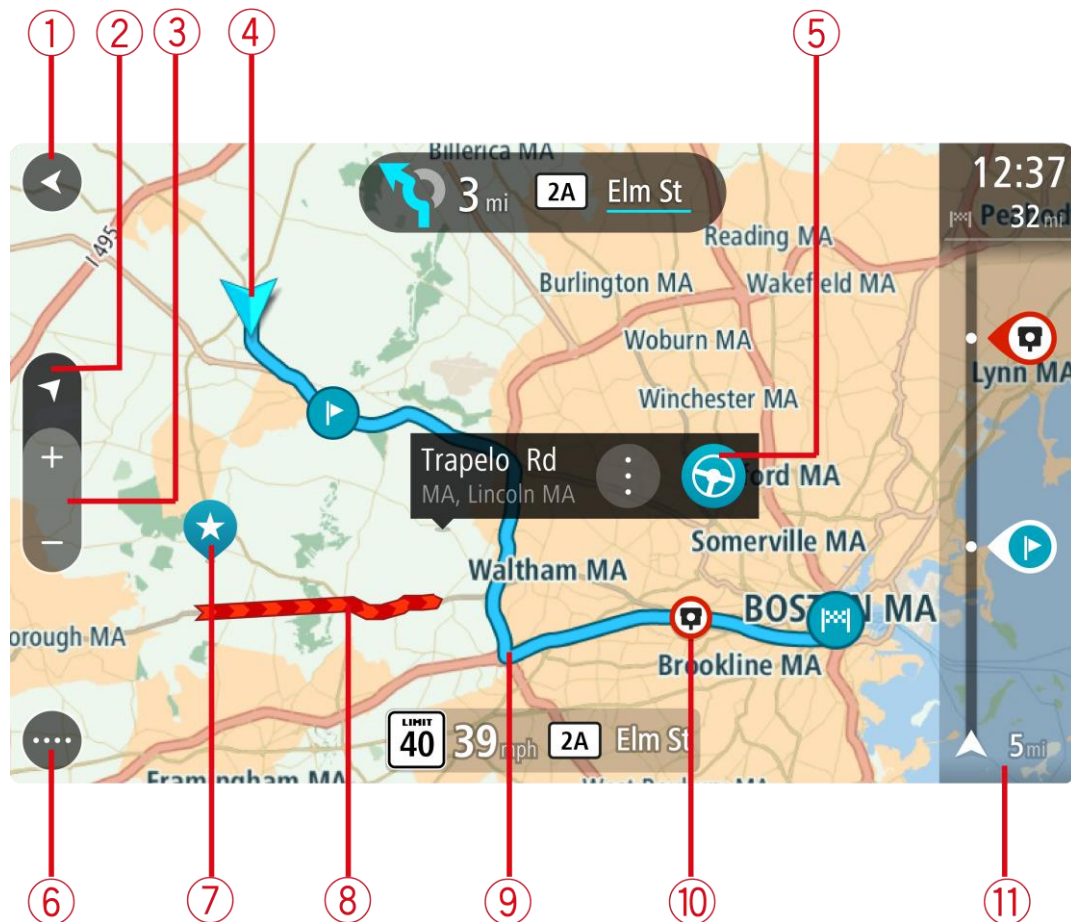 ① ② ③ ④ ⑤
Billerica MA
12:37
3 mi 2A Elm St
32 mi
I 495
Reading MA
Burlington MA
Wakefield MA
Woburn MA
Lynn MA
Winchester MA
+
Trapelo Rd
MA, Lincoln MA
ord MA
−
Somerville MA
Waltham MA
BOSTON MA
orough MA
Brookline MA
LIMIT
40
39 mph 2A Elm St
5 mi
Framingham MA
⑥ ⑦ ⑧ ⑨ ⑩ ⑪